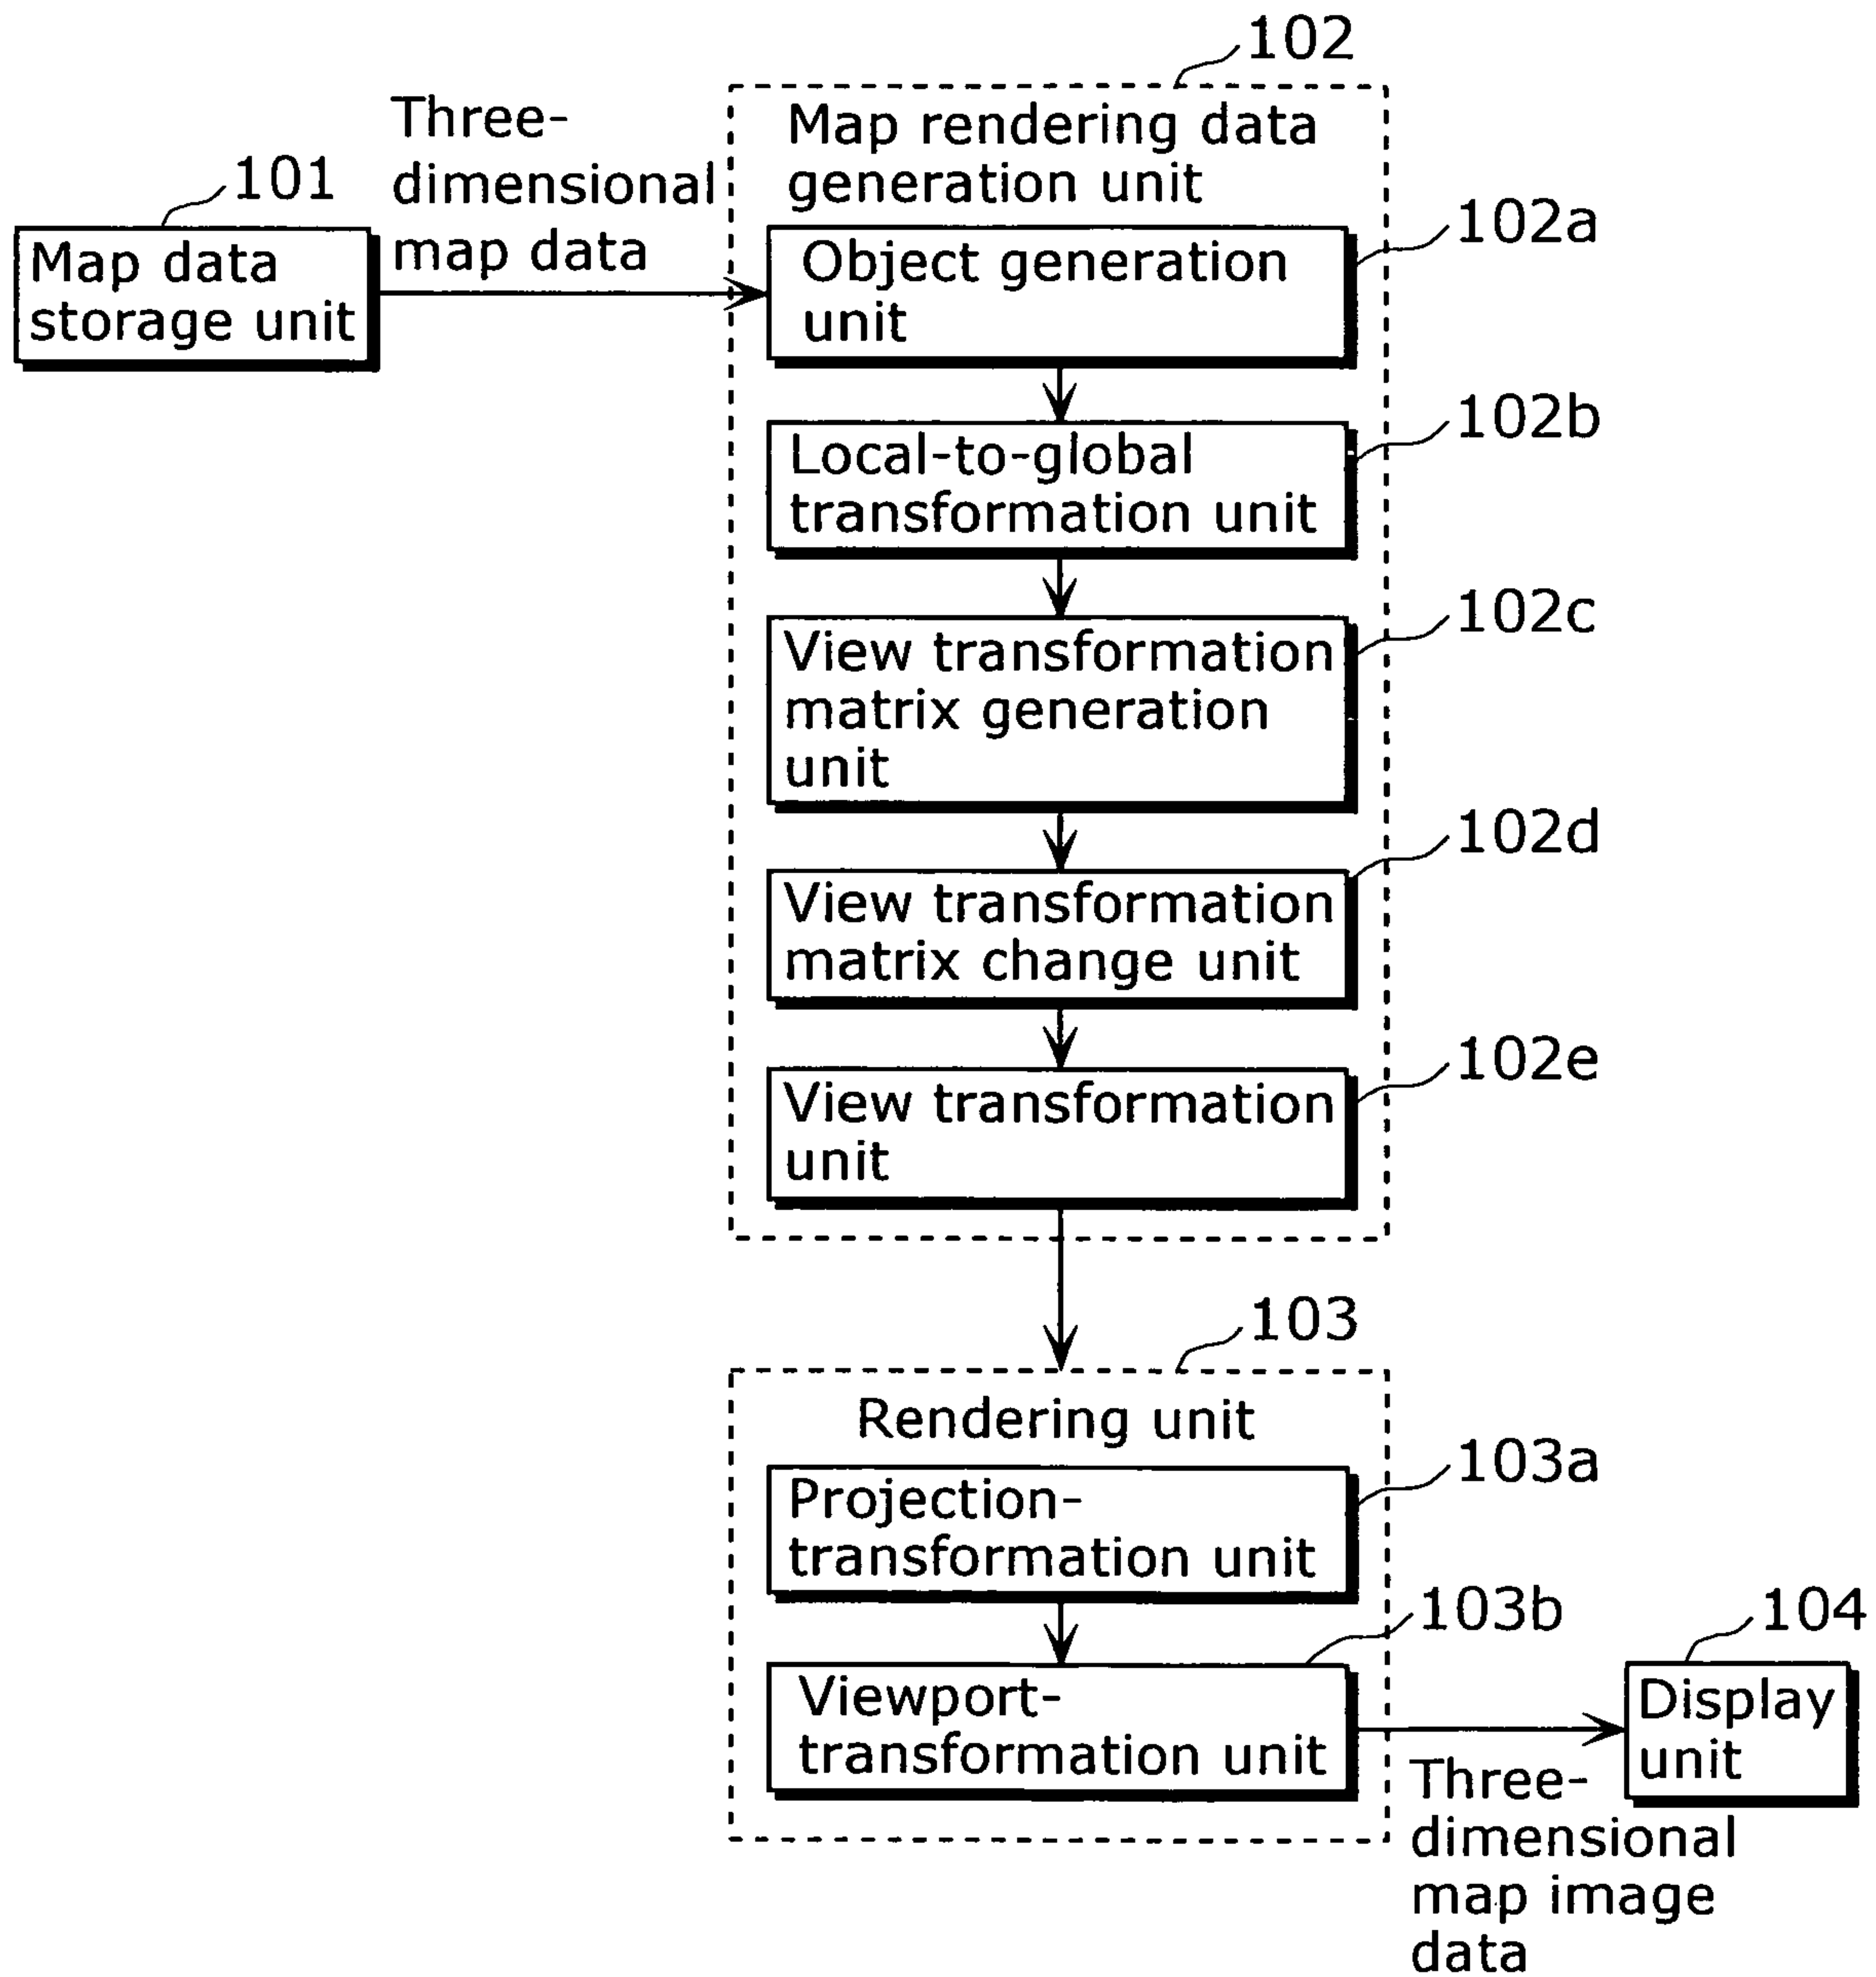 102
Three-
dimensional
map data
Map rendering data
generation unit
101
Map data
storage unit
102a
Object generation
unit
102b
Local-to-global
transformation unit
102c
View transformation
matrix generation
unit
102d
View transformation
matrix change unit
102e
View transformation
unit
103
Rendering unit
103a
Projection-
transformation unit
103b
Viewport-
transformation unit
104
Display
unit
Three-
dimensional
map image
data